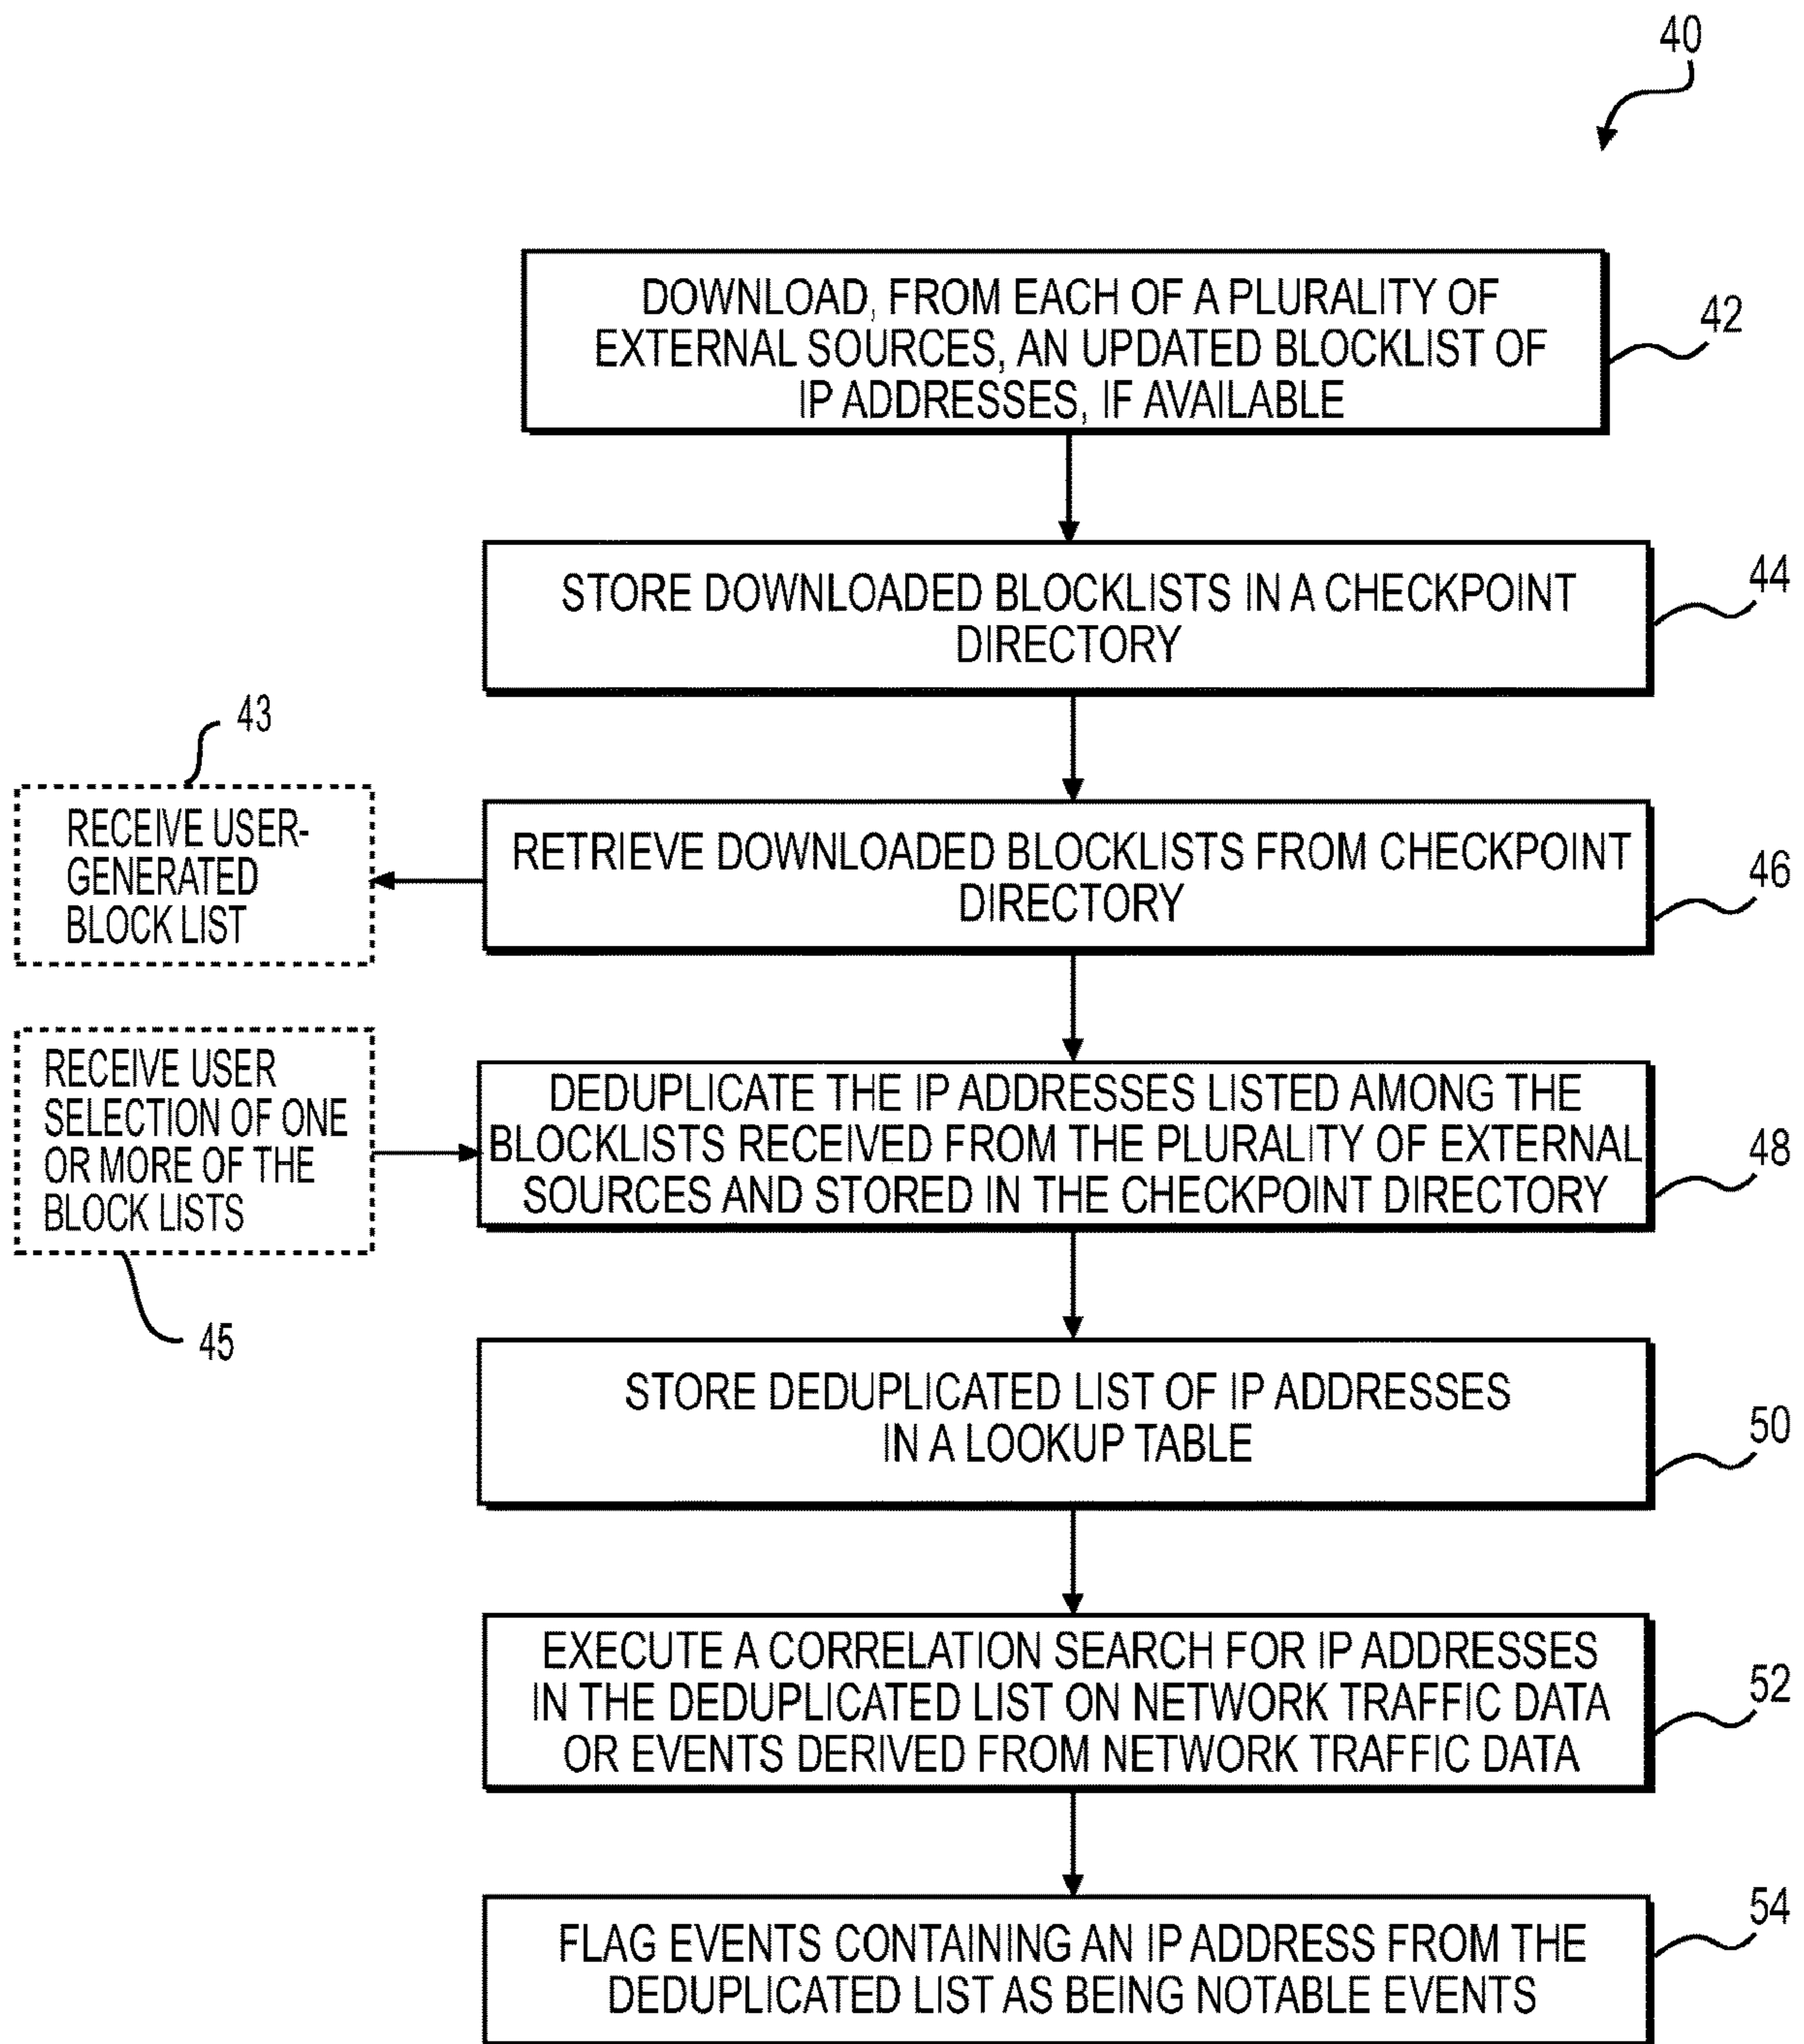 40
DOWNLOAD, FROM EACH OF A PLURALITY OF
EXTERNAL SOURCES, AN UPDATED BLOCKLIST OF
IP ADDRESSES, IF AVAILABLE
42
STORE DOWNLOADED BLOCKLISTS IN A CHECKPOINT
DIRECTORY
44
43
RECEIVE USER-
GENERATED
BLOCK LIST
RETRIEVE DOWNLOADED BLOCKLISTS FROM CHECKPOINT
DIRECTORY
46
RECEIVE USER
SELECTION OF ONE
OR MORE OF THE
BLOCK LISTS
45
DEDUPLICATE THE IP ADDRESSES LISTED AMONG THE
BLOCKLISTS RECEIVED FROM THE PLURALITY OF EXTERNAL
SOURCES AND STORED IN THE CHECKPOINT DIRECTORY
48
STORE DEDUPLICATED LIST OF IP ADDRESSES
IN A LOOKUP TABLE
50
EXECUTE A CORRELATION SEARCH FOR IP ADDRESSES
IN THE DEDUPLICATED LIST ON NETWORK TRAFFIC DATA
OR EVENTS DERIVED FROM NETWORK TRAFFIC DATA
52
FLAG EVENTS CONTAINING AN IP ADDRESS FROM THE
DEDUPLICATED LIST AS BEING NOTABLE EVENTS
54